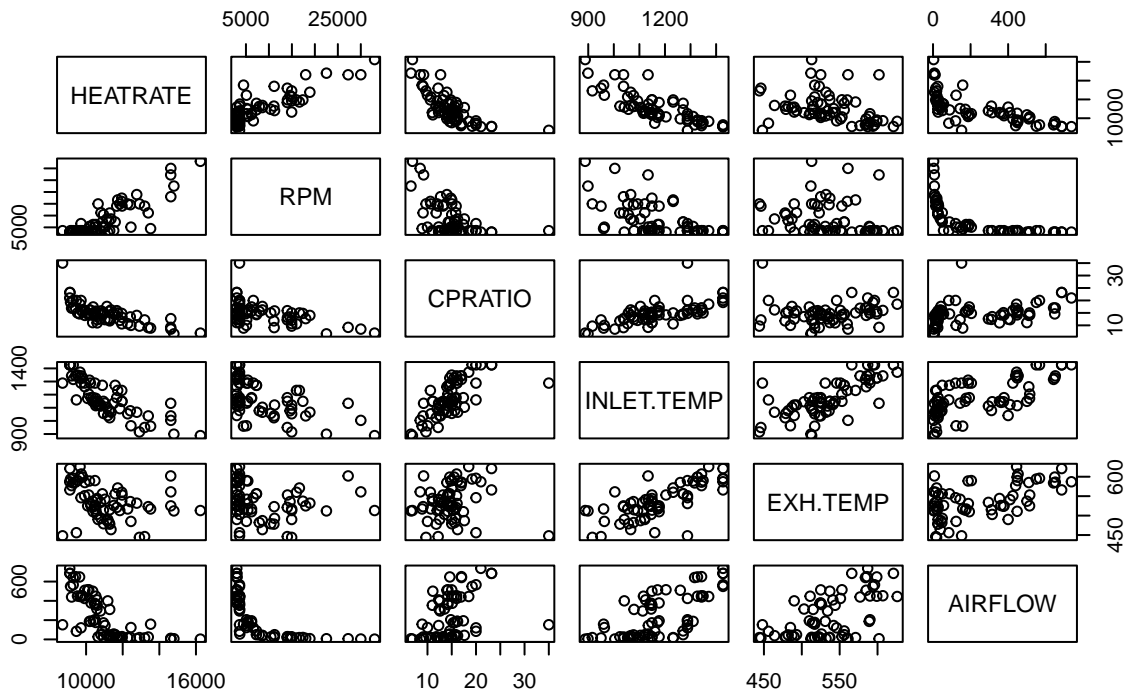 5000 25000 900 1200 0 400
HEATRATE 10000
5000 RPM
CPRATIO 10 30
900 1400 INLET.TEMP
EXH.TEMP 450 600
0 600 AIRFLOW
10000 16000 10 20 30 450 550